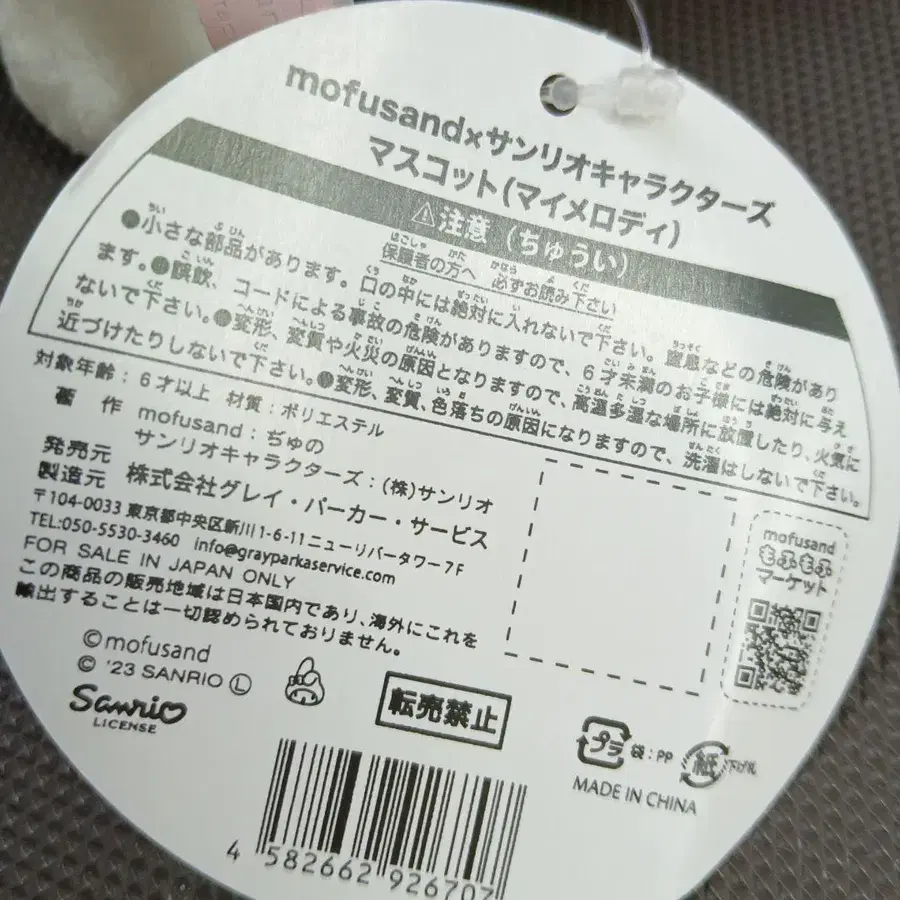 mofusand×サンリオキャラクターズ
マスコット(マイメロディ)
⚠注意(ちゅうい)
保護者の方へ 必ずお読み下さい
●小さな部品があります。口の中には絶対に入れないで下さい。窒息などの危険があり
ます。●誤飲、コードによる事故の危険がありますので、6才未満のお子様には絶対に与え
ないで下さい。●変形、変質や火災の原因となりますので、高温多湿な場所に放置したり、火気に
近づけたりしないで下さい。●変形、変質、色落ちの原因になりますので、洗濯はしないで下さい。
対象年齢:6才以上 材質:ポリエステル
著作 mofusand:ぢゅの
サンリオキャラクターズ:(株)サンリオ
発売元
製造元 株式会社グレイ・パーカー・サービス
〒104-0033 東京都中央区新川1-6-11ニューリバータワー7F
TEL:050-5530-3460 info@grayparkaservice.com
FOR SALE IN JAPAN ONLY
この商品の販売地域は日本国内であり、海外にこれを
輸出することは一切認められておりません。
©mofusand
© '23 SANRIO Ⓛ
Sanrio
LICENSE
転売禁止
mofusand
もふもふ
マーケット
プラ 袋:PP 紙 下げ札
MADE IN CHINA
4 582662 926707